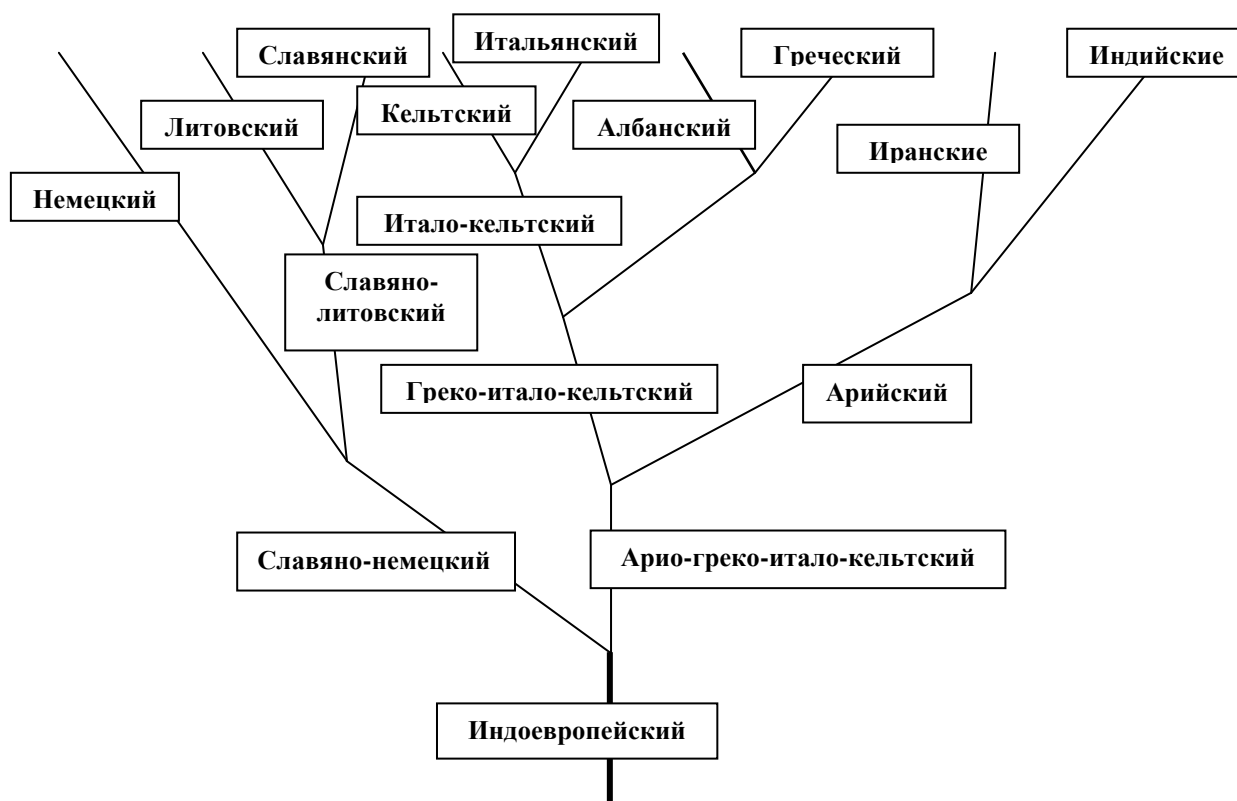 Славянский
Итальянский
Греческий
Индийские
Литовский
Кельтский
Албанский
Иранские
Немецкий
Итало-кельтский
Славяно-
литовский
Греко-итало-кельтский
Арийский
Славяно-немецкий
Арио-греко-итало-кельтский
Индоевропейский